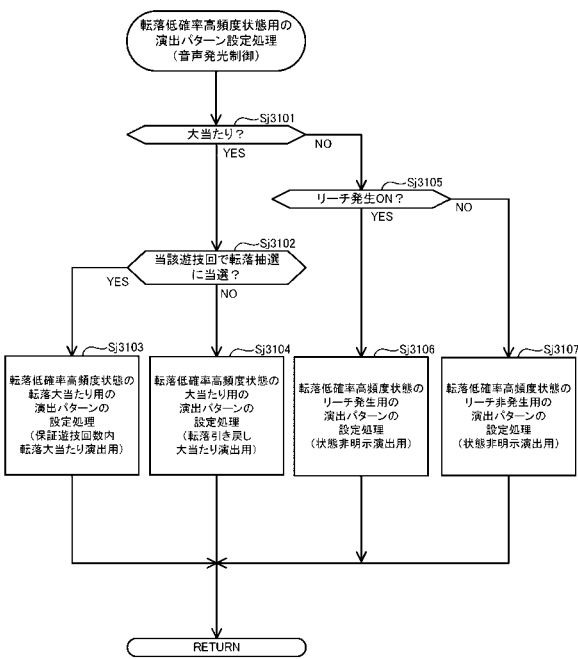 転落低確率高頻度状態用の
演出パターン設定処理
(音声発光制御)
Sj3101
大当たり?
NO
YES
Sj3105
リーチ発生ON?
NO
YES
Sj3102
当該遊技回で転落抽選
に当選?
YES
NO
Sj3103
転落低確率高頻度状態の
転落大当たり用の
演出パターンの
設定処理
(保証遊技回数内
転落大当たり演出用)
Sj3104
転落低確率高頻度状態の
大当たり用の
演出パターンの
設定処理
(転落引き戻し
大当たり演出用)
Sj3106
転落低確率高頻度状態の
リーチ発生用の
演出パターンの
設定処理
(状態非明示演出用)
Sj3107
転落低確率高頻度状態の
リーチ非発生用の
演出パターンの
設定処理
(状態非明示演出用)
RETURN